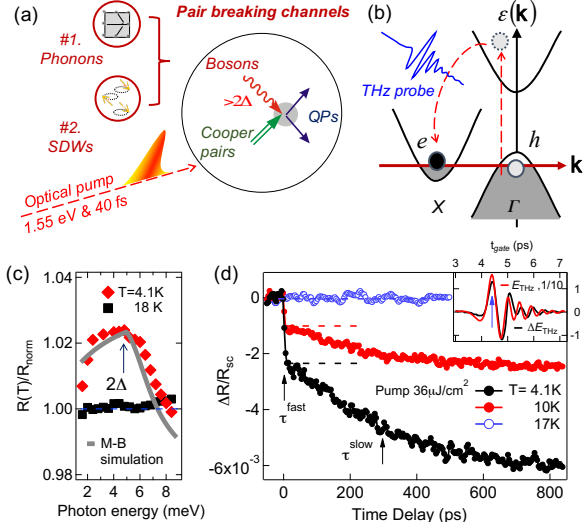 (a)
Pair breaking channels
#1.
Phonons
#2.
SDWs
Bosons
>2Δ
QPs
Cooper
pairs
Optical pump
1.55 eV & 40 fs
(b)
ε(k)
THz probe
e
h
k
X
Γ
(c)
R(T)/R_norm
1.04
1.02
1.00
0.98
T=4.1K
18 K
2Δ
M-B
simulation
2 4 6 8
Photon energy (meV)
(d)
ΔR/R_sc
0
-2
-4
-6x10⁻³
τ^fast
τ^slow
Pump 36μJ/cm²
T= 4.1K
10K
17K
0 200 400 600 800
Time Delay (ps)
t_gate (ps)
3 4 5 6 7
E_THz ,1/10
ΔE_THz
1
0
-1